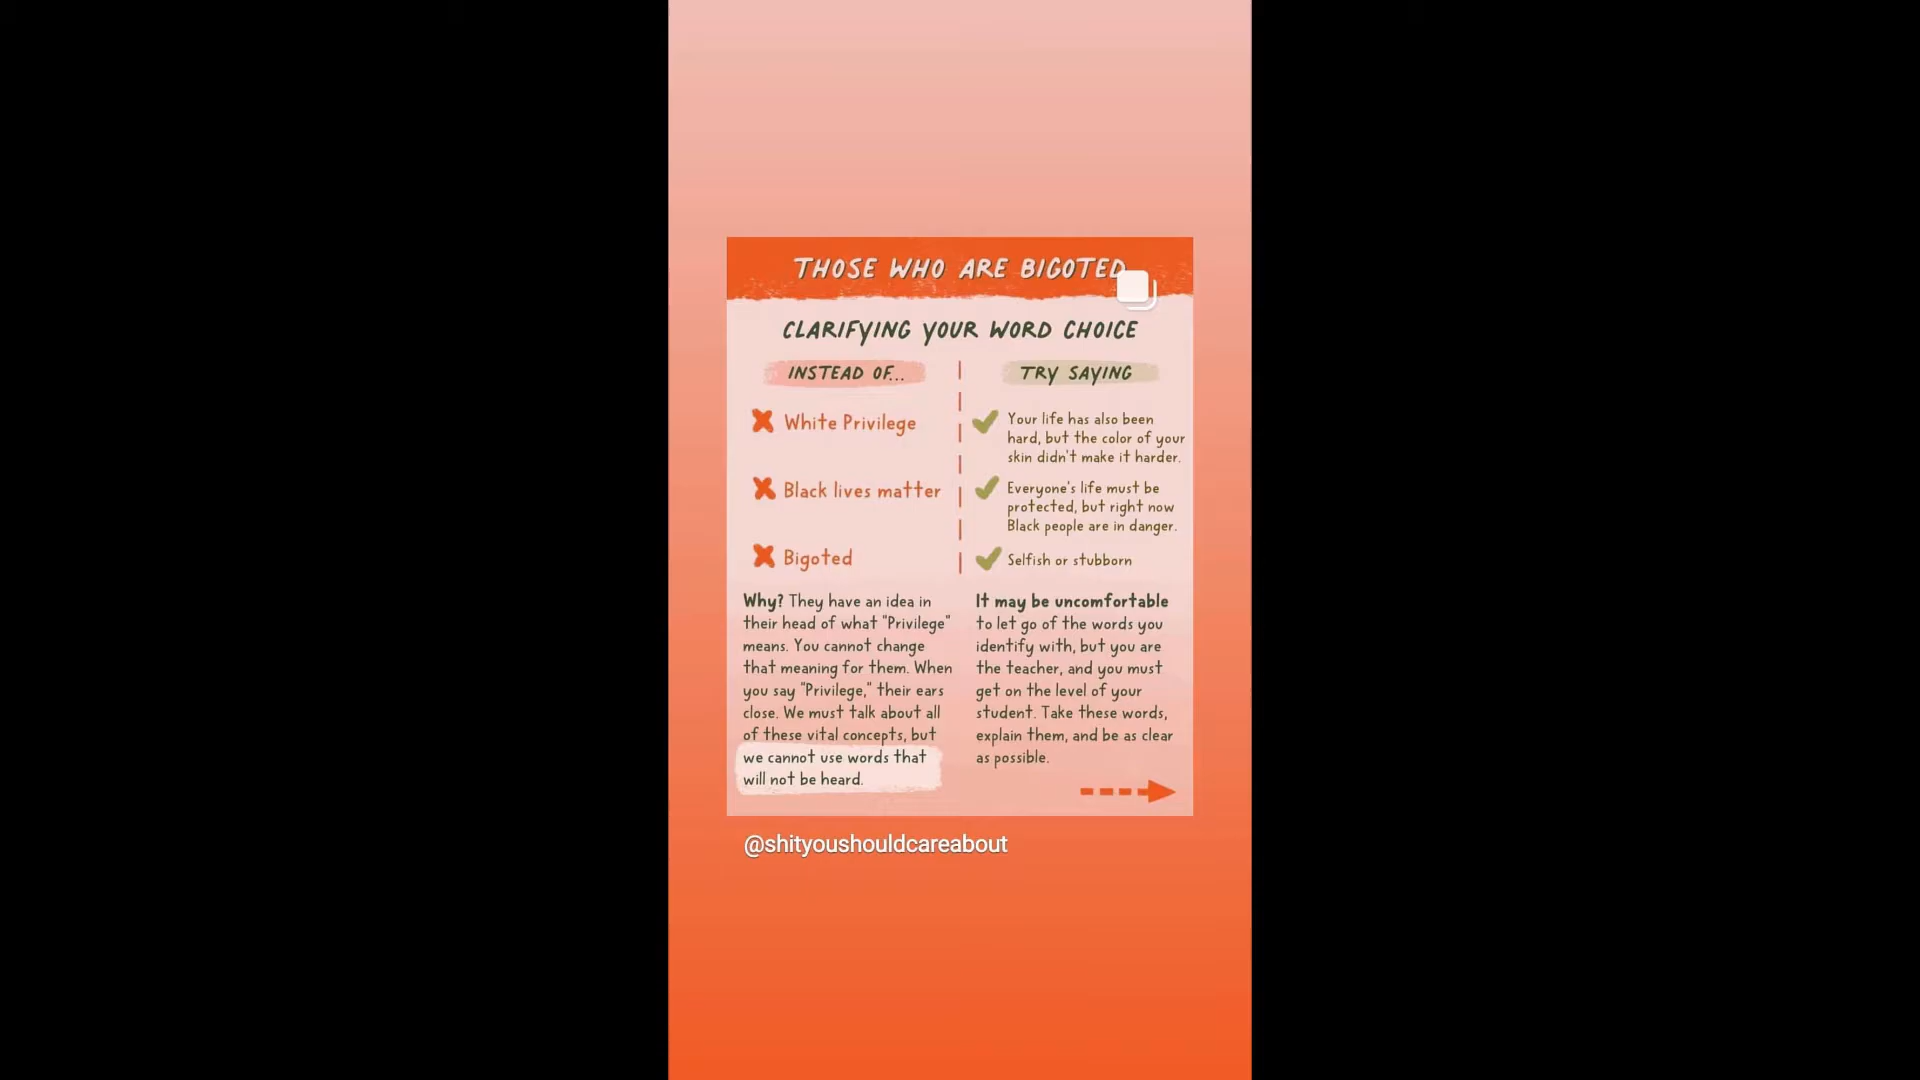 THOSE WHO ARE BIGOTED
CLARIFYING YOUR WORD CHOICE
INSTEAD OF...
White Privilege
Black lives matter
Bigoted
TRY SAYING
Your life has also been
hard, but the color of your
skin didn't make it harder.
Everyone's life must be
protected, but right now
Black people are in danger.
Selfish or stubborn
Why? They have an idea in
their head of what "Privilege"
means. You cannot change
that meaning for them. When
you say "Privilege," their ears
close. We must talk about all
of these vital concepts, but
we cannot use words that
will not be heard.
It may be uncomfortable
to let go of the words you
identify with, but you are
the teacher, and you must
get on the level of your
student. Take these words,
explain them, and be as clear
as possible.
@shityoushouldcareabout